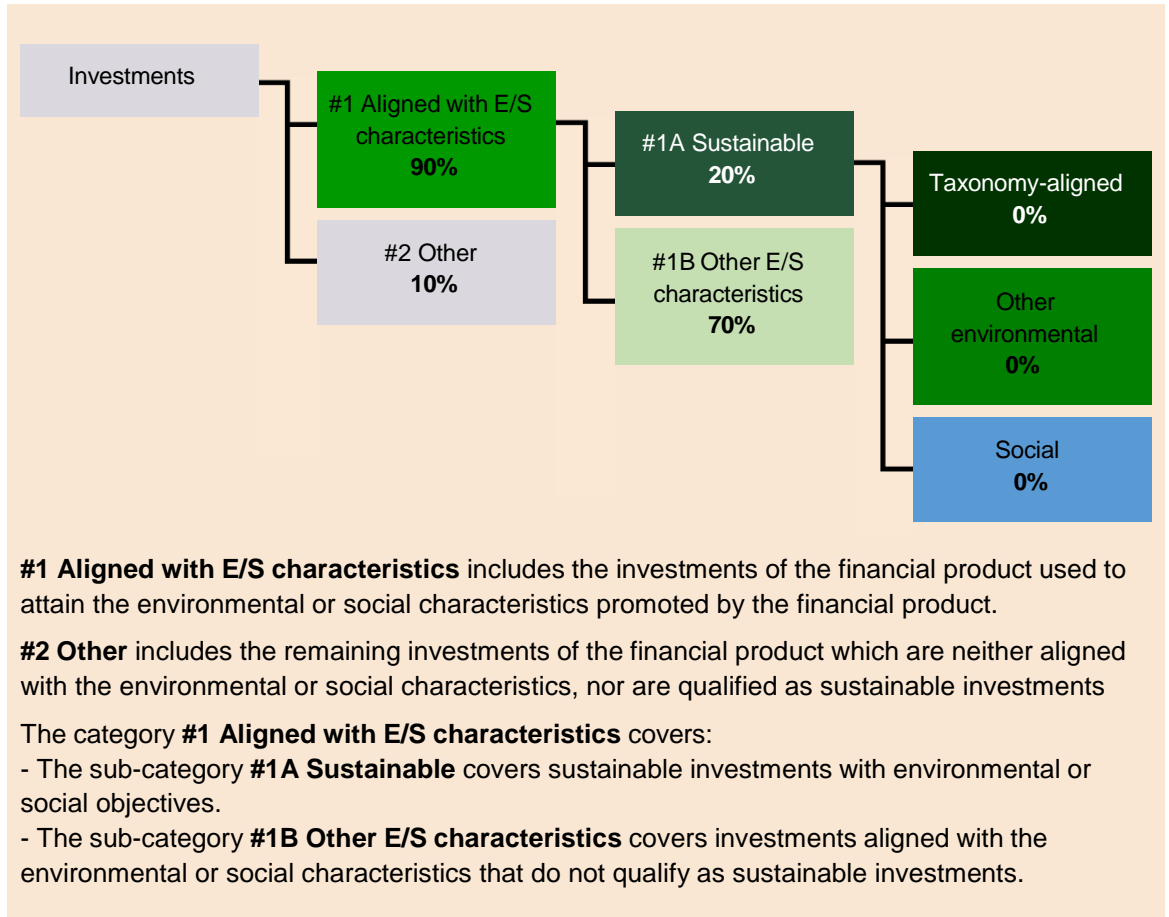 Investments
#1 Aligned with E/S
characteristics
90%
#2 Other
10%
#1A Sustainable
20%
#1B Other E/S
characteristics
70%
Taxonomy-aligned
0%
Other
environmental
0%
Social
0%
#1 Aligned with E/S characteristics includes the investments of the financial product used to
attain the environmental or social characteristics promoted by the financial product.
#2 Other includes the remaining investments of the financial product which are neither aligned
with the environmental or social characteristics, nor are qualified as sustainable investments
The category #1 Aligned with E/S characteristics covers:
- The sub-category #1A Sustainable covers sustainable investments with environmental or
social objectives.
- The sub-category #1B Other E/S characteristics covers investments aligned with the
environmental or social characteristics that do not qualify as sustainable investments.